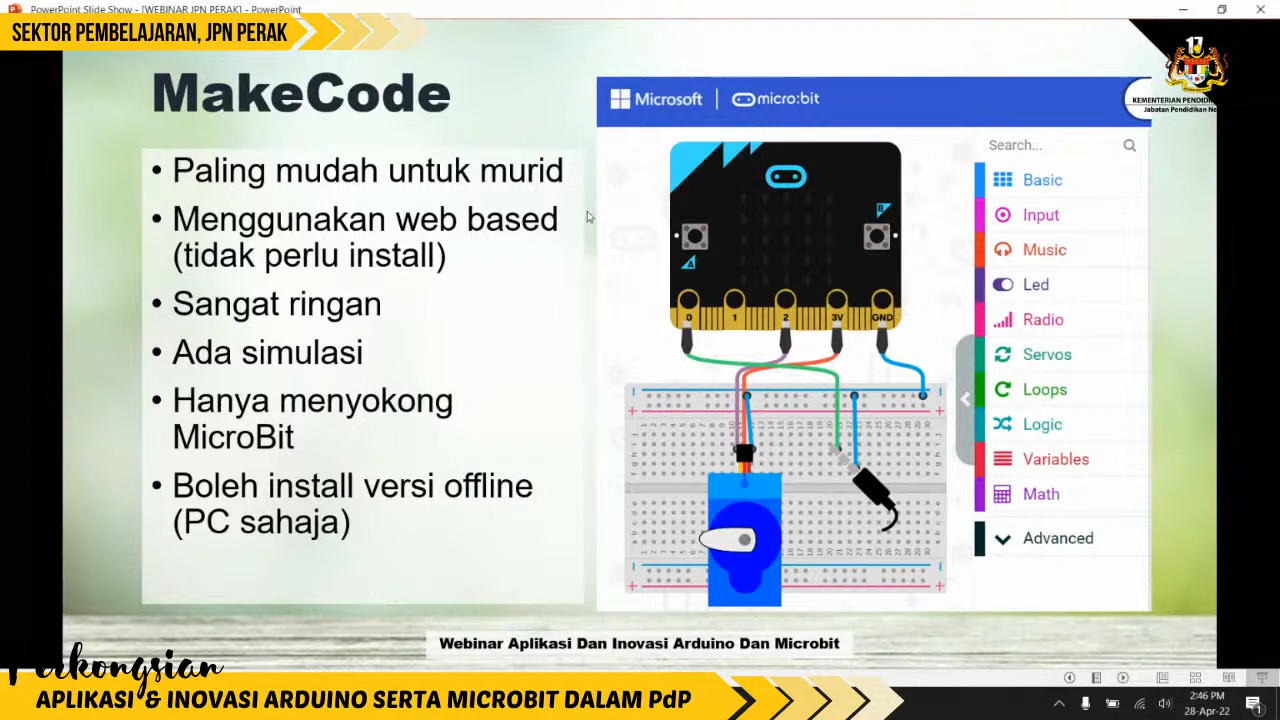 PowerPoint Slide Show - [WEBINAR JPN PERAK] - PowerPoint
SEKTOR PEMBELAJARAN, JPN PERAK
MakeCode
• Paling mudah untuk murid
• Menggunakan web based
(tidak perlu install)
• Sangat ringan
• Ada simulasi
• Hanya menyokong
MicroBit
• Boleh install versi offline
(PC sahaja)
Microsoft | micro:bit
KEMENTERIAN PENDIDI
Jabatan Pendidikan Ne
A
B
0 1 2 3V GND
Search...
Basic
Input
Music
Led
Radio
Servos
Loops
Logic
Variables
Math
Advanced
Webinar Aplikasi Dan Inovasi Arduino Dan Microbit
Perkongsian
APLIKASI & INOVASI ARDUINO SERTA MICROBIT DALAM PdP
2:46 PM
28-Apr-22